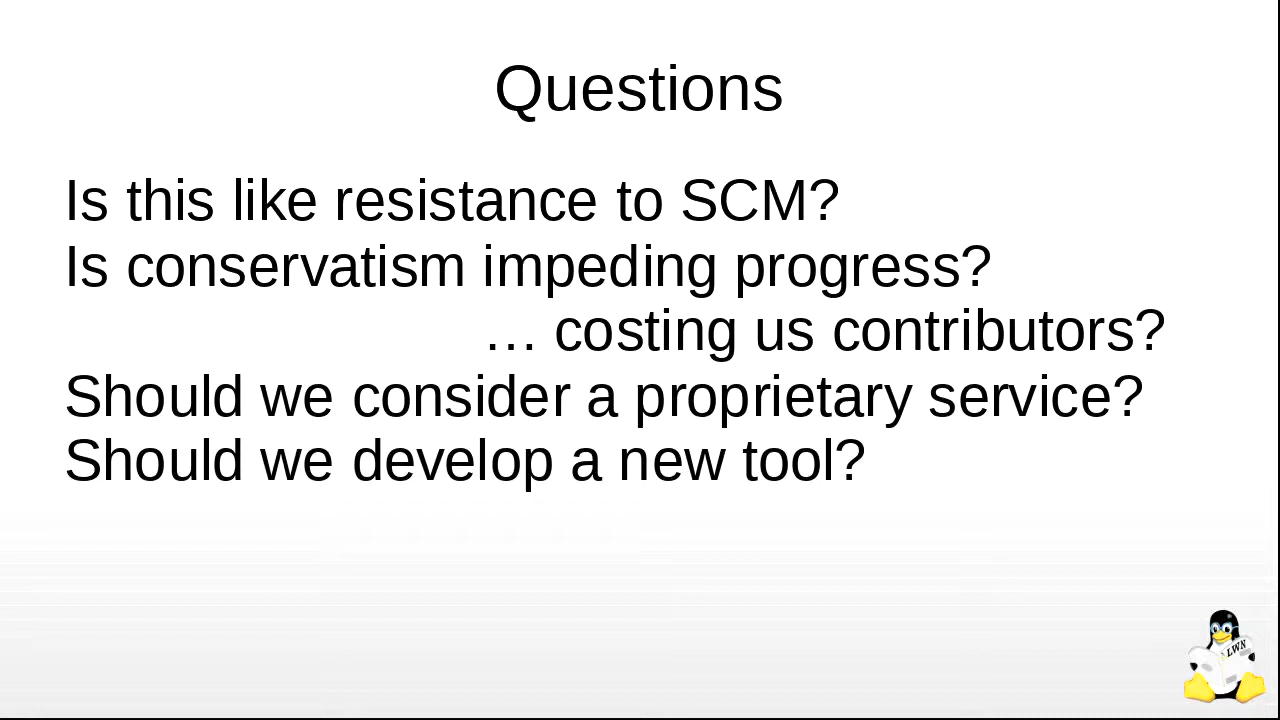 Questions
Is this like resistance to SCM?
Is conservatism impeding progress?
… costing us contributors?
Should we consider a proprietary service?
Should we develop a new tool?
LWN